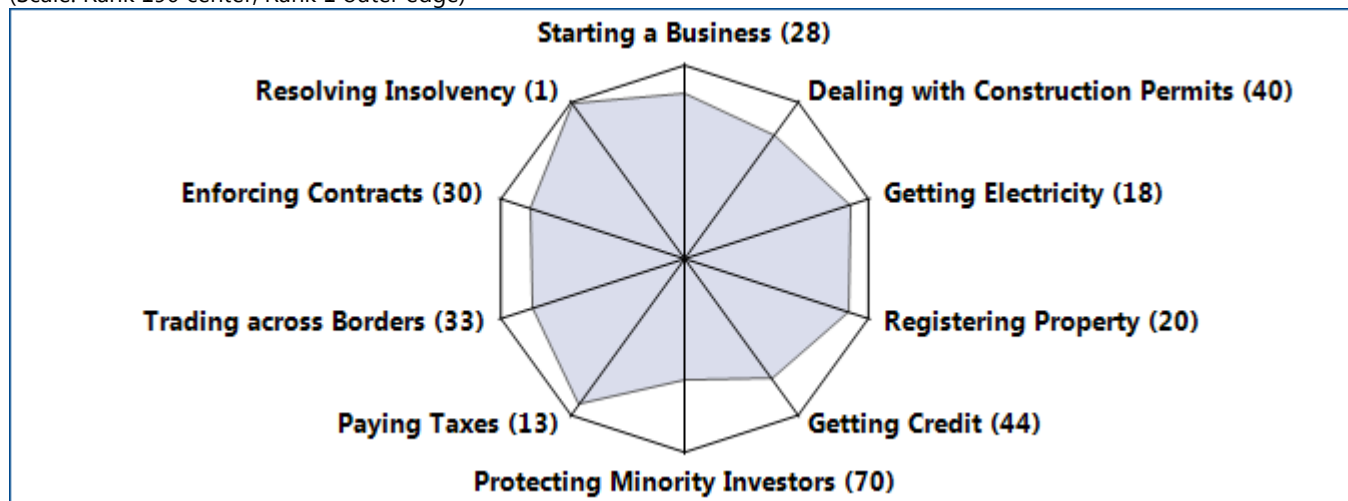 (Scale: Rank 190 center, Rank 1 outer edge)
Starting a Business (28)
Resolving Insolvency (1)
Dealing with Construction Permits (40)
Enforcing Contracts (30)
Getting Electricity (18)
Trading across Borders (33)
Registering Property (20)
Paying Taxes (13)
Getting Credit (44)
Protecting Minority Investors (70)